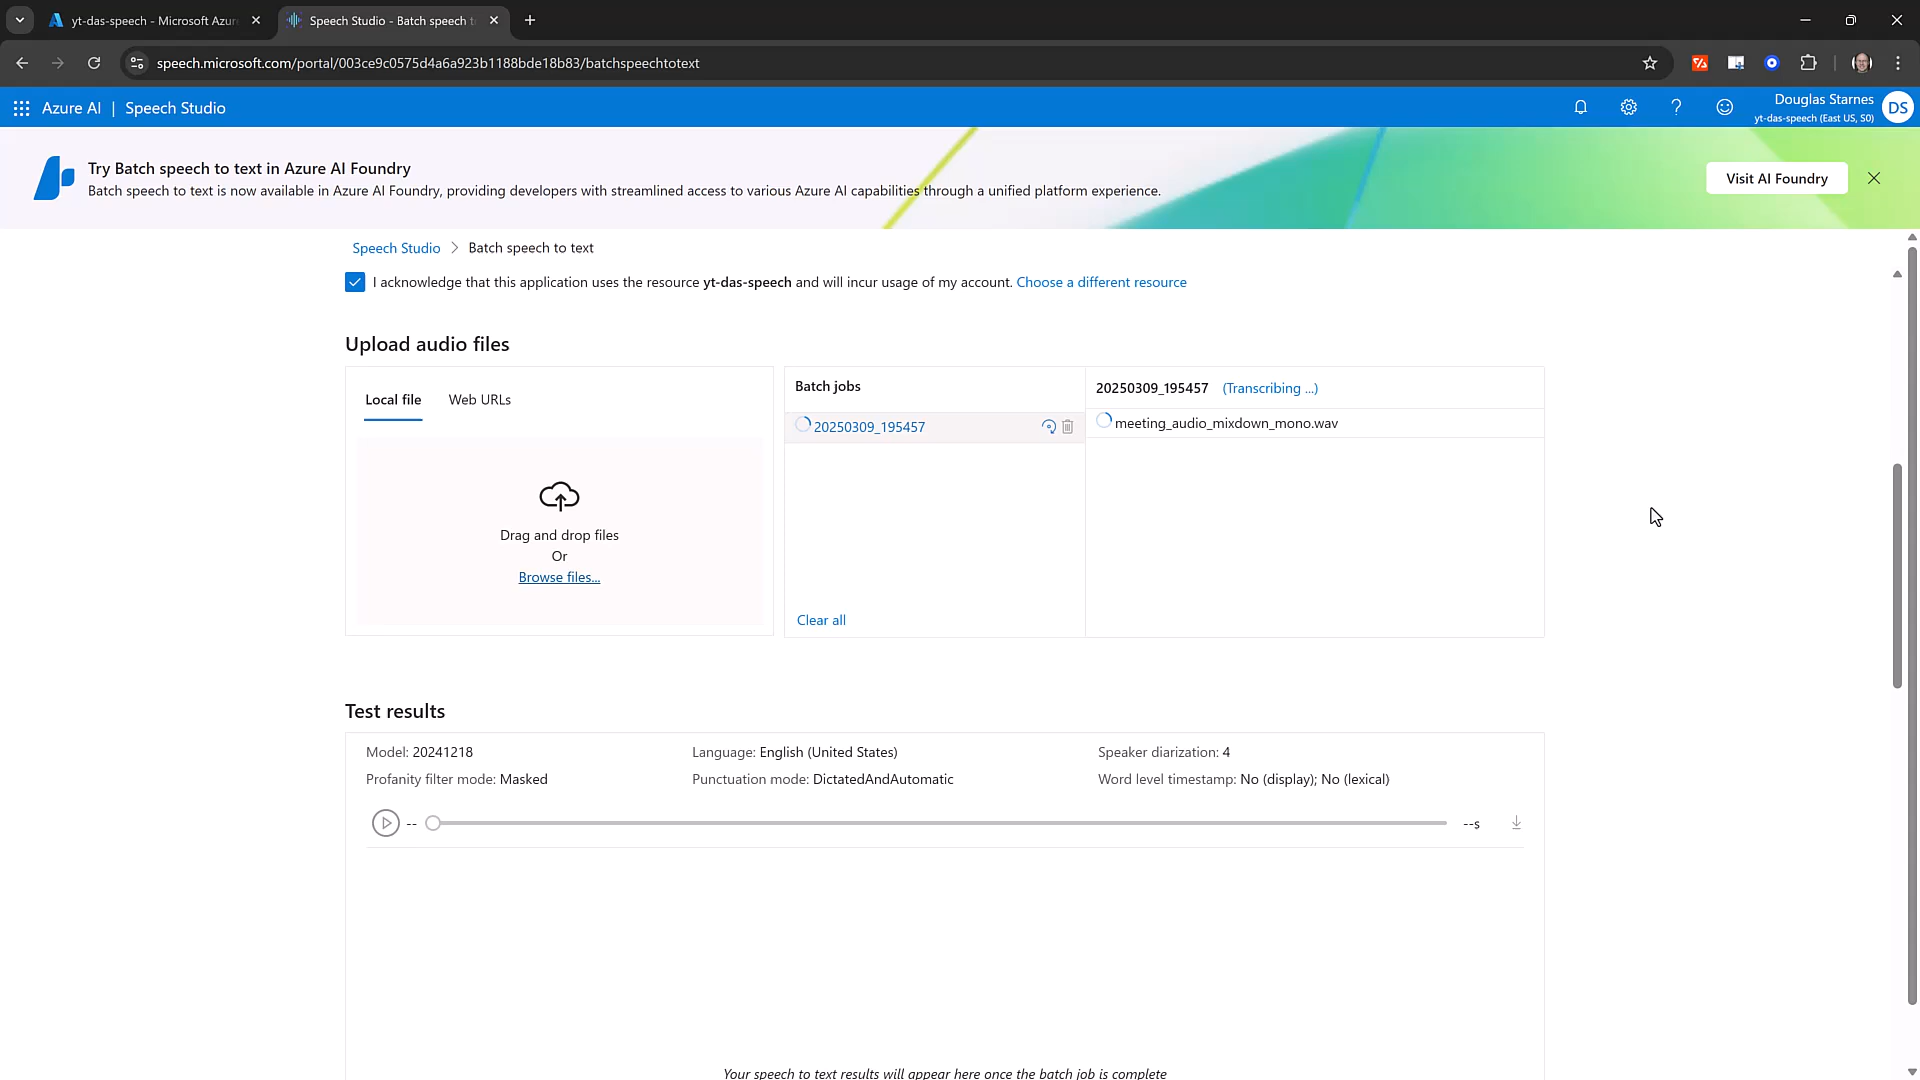 yt-das-speech - Microsoft Azur
Speech Studio - Batch speech t
speech.microsoft.com/portal/003ce9c0575d4a6a923b1188bde18b83/batchspeechtotext
Azure AI | Speech Studio
Douglas Starnes
yt-das-speech (East US, S0)
DS
Try Batch speech to text in Azure AI Foundry
Batch speech to text is now available in Azure AI Foundry, providing developers with streamlined access to various Azure AI capabilities through a unified platform experience.
Visit AI Foundry
Speech Studio > Batch speech to text
I acknowledge that this application uses the resource yt-das-speech and will incur usage of my account. Choose a different resource
Upload audio files
Local file Web URLs
Drag and drop files
Or
Browse files...
Batch jobs
20250309_195457
Clear all
20250309_195457 (Transcribing ...)
meeting_audio_mixdown_mono.wav
Test results
Model: 20241218 Language: English (United States) Speaker diarization: 4
Profanity filter mode: Masked Punctuation mode: DictatedAndAutomatic Word level timestamp: No (display); No (lexical)
-- --s
Your speech to text results will appear here once the batch job is complete